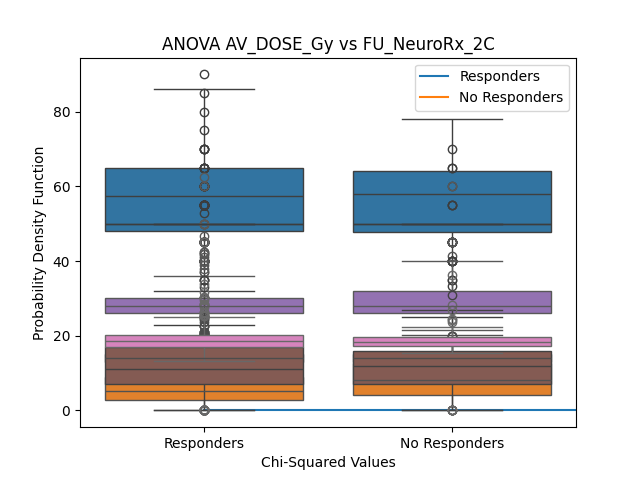 ANOVA AV_DOSE_Gy vs FU_NeuroRx_2C
Responders
No Responders
Probability Density Function
80
60
40
20
0
Responders
No Responders
Chi-Squared Values